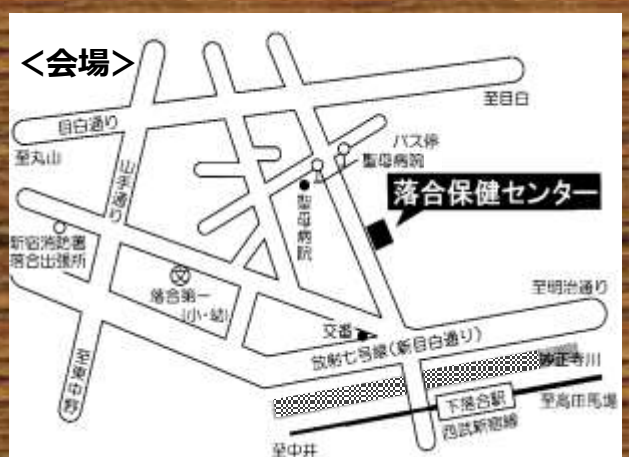 ＜会場＞
至目白
目白通り
至丸山
バス停
聖母病院
山手通り
落合保健センター
聖母病院
新宿消防署
落合出張所
落合第一
(小・幼)
至明治通り
交番
放射七号線(新目白通り)
妙正寺川
至東中野
下落合駅
至高田馬場
西武新宿線
至中井